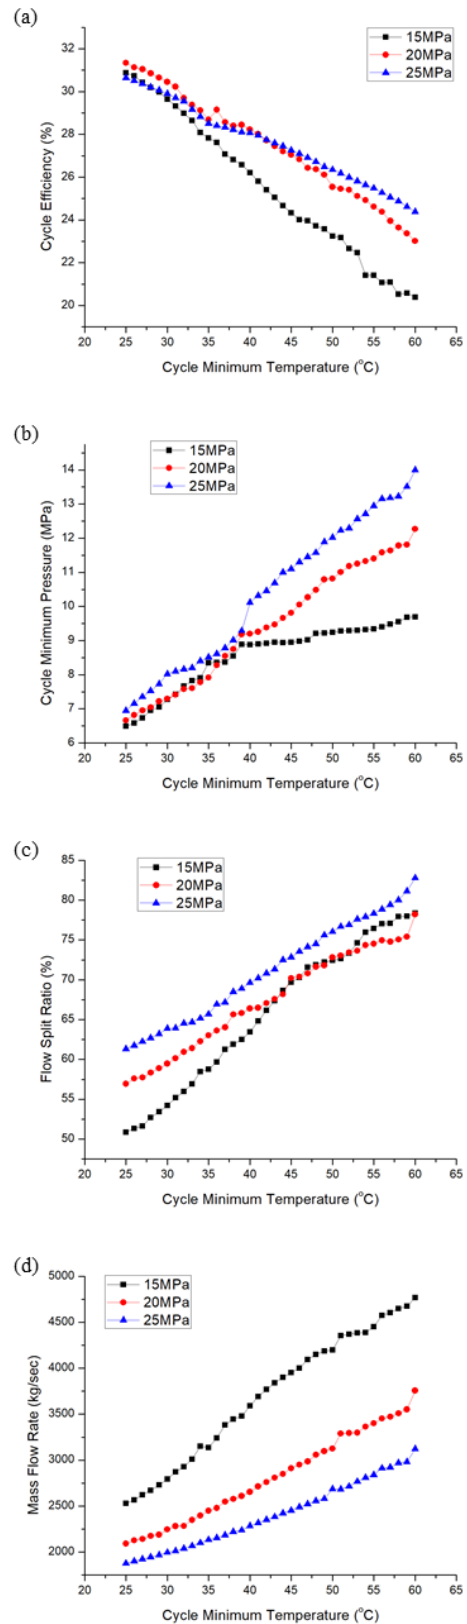 (a)
15MPa
20MPa
25MPa
32
30
28
26
24
22
20
Cycle Efficiency (%)
20 25 30 35 40 45 50 55 60 65
Cycle Minimum Temperature (°C)
(b)
15MPa
20MPa
25MPa
14
13
12
11
10
9
8
7
6
Cycle Minimum Pressure (MPa)
20 25 30 35 40 45 50 55 60 65
Cycle Minimum Temperature (°C)
(c)
15MPa
20MPa
25MPa
85
80
75
70
65
60
55
50
Flow Split Ratio (%)
20 25 30 35 40 45 50 55 60 65
Cycle Minimum Temperature (°C)
(d)
15MPa
20MPa
25MPa
5000
4500
4000
3500
3000
2500
2000
Mass Flow Rate (kg/sec)
20 25 30 35 40 45 50 55 60 65
Cycle Minimum Temperature (°C)